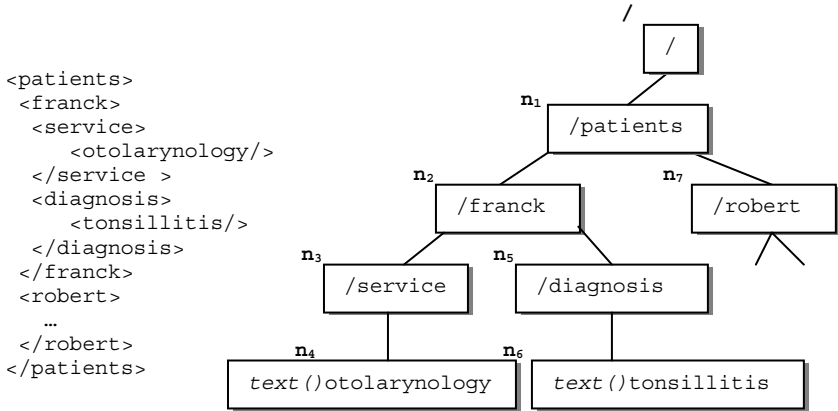 <patients>
<franck>
<service>
<otolarynology/>
</service >
<diagnosis>
<tonsillitis/>
</diagnosis>
</franck>
<robert>
…
</robert>
</patients>
/
/
n1
/patients
n2
/franck
n7
/robert
n3
/service
n5
/diagnosis
n4
text()otolarynology
n6
text()tonsillitis